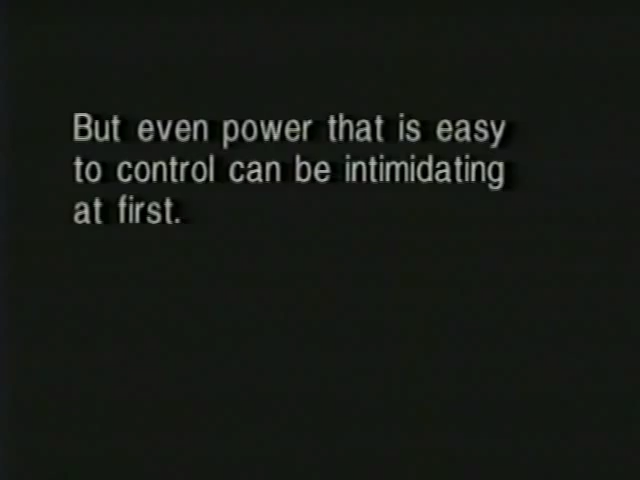 But even power that is easy
to control can be intimidating
at first.